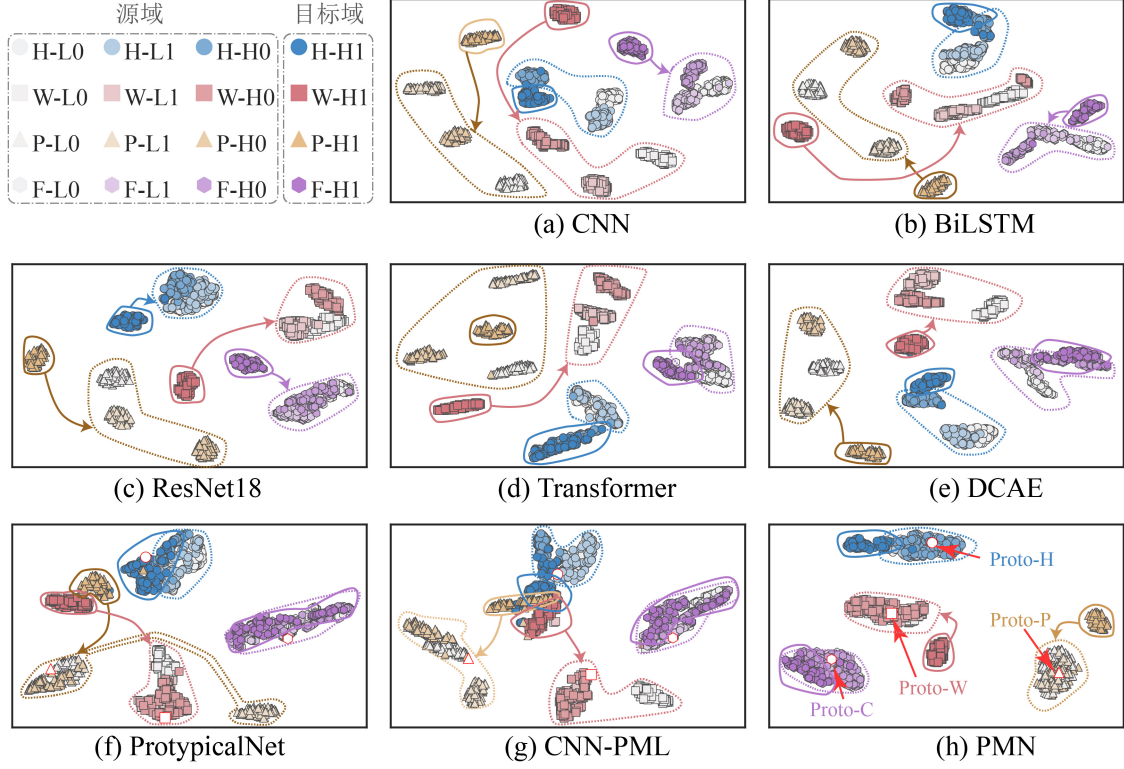 源域 目标域
H-L0 H-L1 H-H0 H-H1
W-L0 W-L1 W-H0 W-H1
P-L0 P-L1 P-H0 P-H1
F-L0 F-L1 F-H0 F-H1
(a) CNN
(b) BiLSTM
(c) ResNet18
(d) Transformer
(e) DCAE
Proto-H
Proto-P
Proto-W
Proto-C
(f) ProtypicalNet
(g) CNN-PML
(h) PMN